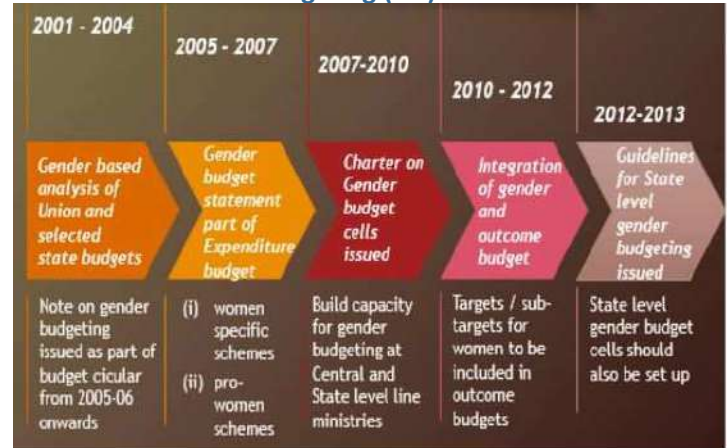 2001 - 2004
2005 - 2007
2007-2010
2010 - 2012
2012-2013
Gender based
analysis of
Union and
selected
state budgets
Gender
budget
statement
part of
Expenditure
budget
Charter on
Gender
budget
cells
issued
Integration
of gender
and
outcome
budget
Guidelines
for State
level
gender
budgeting
issued
Note on gender
budgeting
issued as part of
budget cicular
from 2005-06
onwards
(i) women
specific
schemes
(ii) pro-
women
schemes
Build capacity
for gender
budgeting at
Central and
State level line
ministries
Targets / sub-
targets for
women to be
included in
outcome
budgets
State level
gender budget
cells should
also be set up